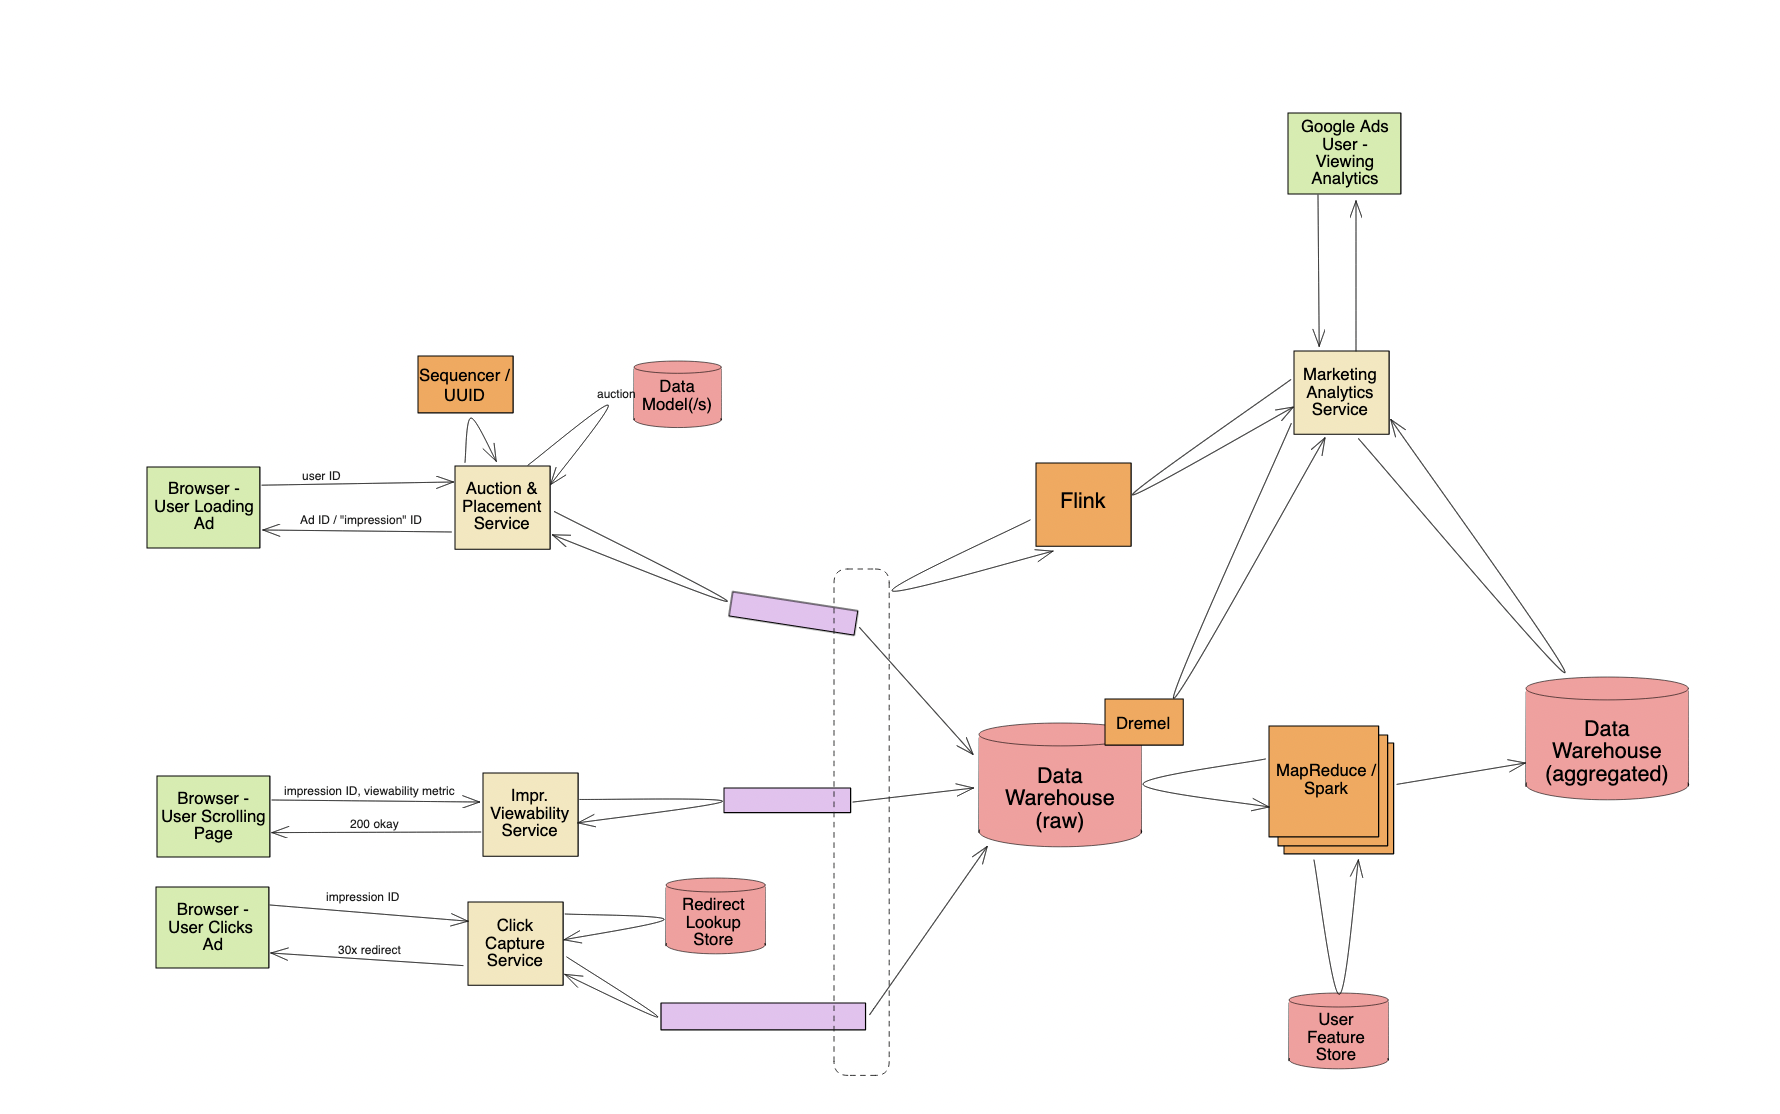 Google Ads
User -
Viewing
Analytics
Sequencer /
UUID
auction
Data
Model(/s)
Marketing
Analytics
Service
Browser -
User Loading
Ad
user ID
Ad ID / "impression" ID
Auction &
Placement
Service
Flink
Dremel
Data
Warehouse
(raw)
MapReduce /
Spark
Data
Warehouse
(aggregated)
Browser -
User Scrolling
Page
impression ID, viewability metric
200 okay
Impr.
Viewability
Service
Browser -
User Clicks
Ad
impression ID
30x redirect
Click
Capture
Service
Redirect
Lookup
Store
User
Feature
Store